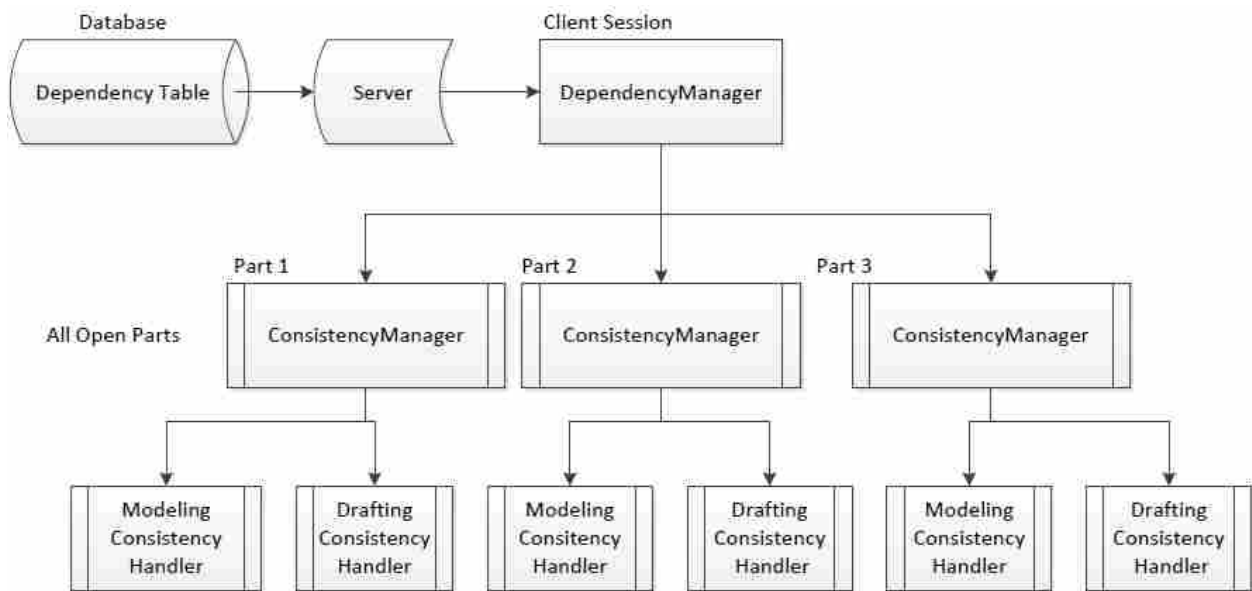 Database
Client Session
Dependency Table
Server
DependencyManager
Part 1
Part 2
Part 3
All Open Parts
ConsistencyManager
ConsistencyManager
ConsistencyManager
Modeling
Consistency
Handler
Drafting
Consistency
Handler
Modeling
Consitency
Handler
Drafting
Consistency
Handler
Modeling
Consistency
Handler
Drafting
Consistency
Handler